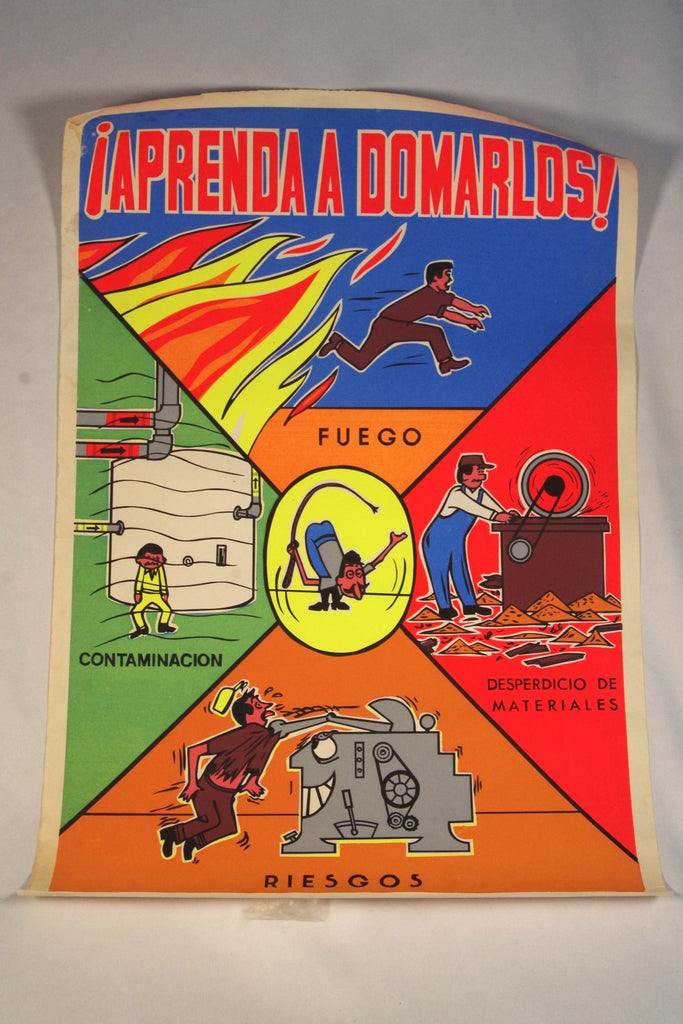 ¡APRENDA A DOMARLOS!
FUEGO
CONTAMINACION
DESPERDICIO DE
MATERIALES
RIESGOS